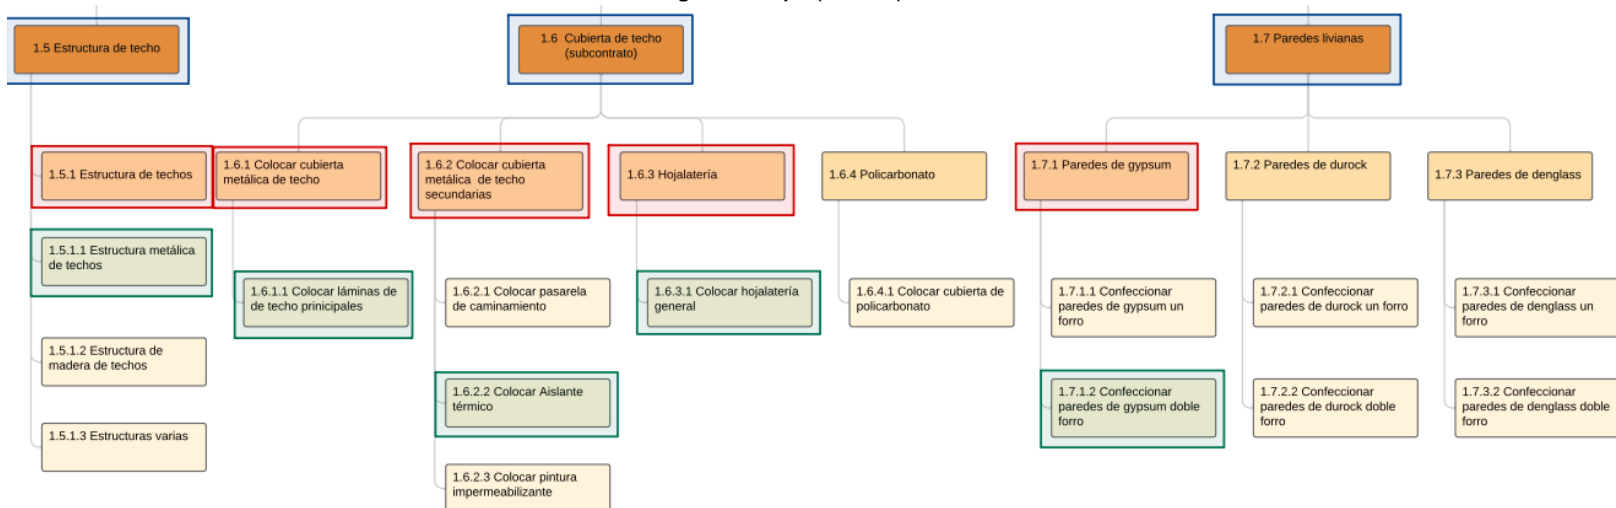 1.5 Estructura de techo
1.6 Cubierta de techo
(subcontrato)
1.7 Paredes livianas
1.5.1 Estructura de techos
1.6.1 Colocar cubierta
metálica de techo
1.6.2 Colocar cubierta
metálica de techo
secundarias
1.6.3 Hojalatería
1.6.4 Policarbonato
1.7.1 Paredes de gypsum
1.7.2 Paredes de durock
1.7.3 Paredes de denglass
1.5.1.1 Estructura metálica
de techos
1.6.1.1 Colocar láminas de
de techo prinicipales
1.6.2.1 Colocar pasarela
de caminamiento
1.6.3.1 Colocar hojalatería
general
1.6.4.1 Colocar cubierta de
policarbonato
1.7.1.1 Confeccionar
paredes de gypsum un
forro
1.7.2.1 Confeccionar
paredes de durock un forro
1.7.3.1 Confeccionar
paredes de denglass un
forro
1.5.1.2 Estructura de
madera de techos
1.6.2.2 Colocar Aislante
térmico
1.7.1.2 Confeccionar
paredes de gypsum doble
forro
1.7.2.2 Confeccionar
paredes de durock doble
forro
1.7.3.2 Confeccionar
paredes de denglass doble
forro
1.5.1.3 Estructuras varias
1.6.2.3 Colocar pintura
impermeabilizante